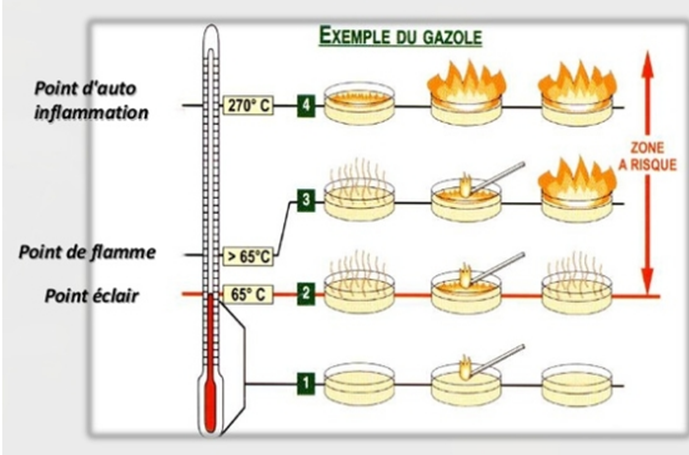 EXEMPLE DU GAZOLE
Point d'auto
inflammation
270° C
4
ZONE
A RISQUE
3
Point de flamme
> 65°C
Point éclair
65° C
2
1